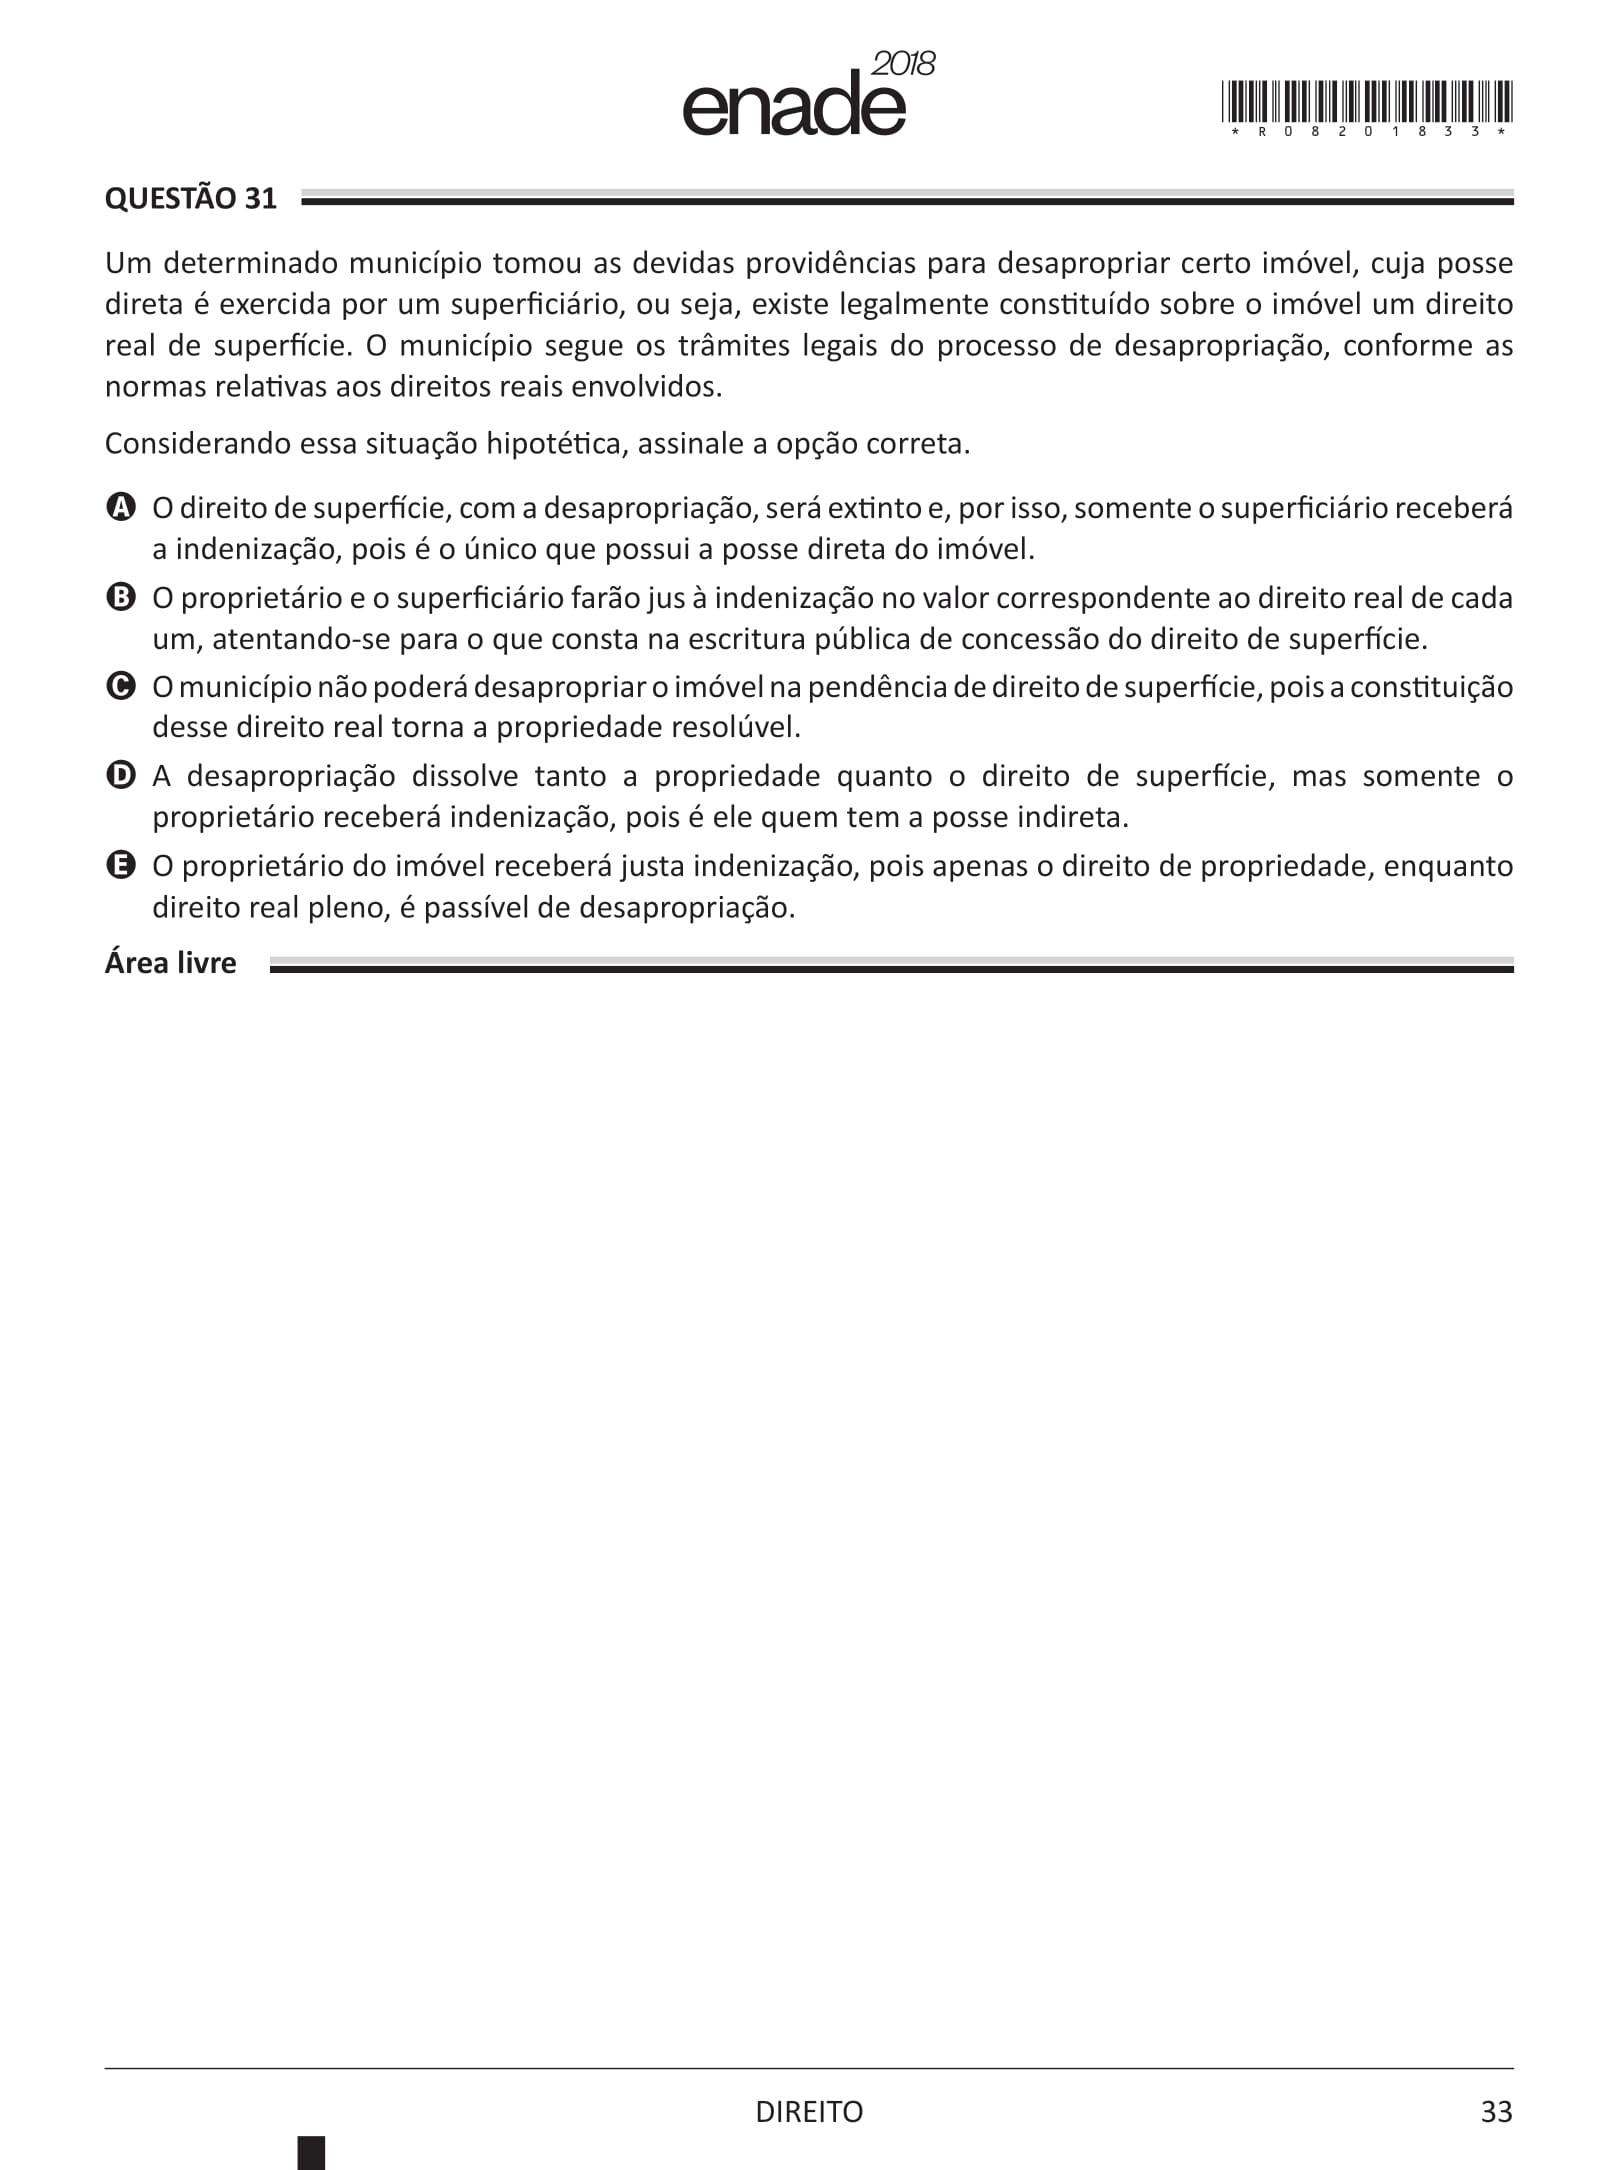 enade 2018
*R08201833*
QUESTÃO 31
Um determinado município tomou as devidas providências para desapropriar certo imóvel, cuja posse
direta é exercida por um superficiário, ou seja, existe legalmente constituído sobre o imóvel um direito
real de superfície. O município segue os trâmites legais do processo de desapropriação, conforme as
normas relativas aos direitos reais envolvidos.
Considerando essa situação hipotética, assinale a opção correta.
A O direito de superfície, com a desapropriação, será extinto e, por isso, somente o superficiário receberá
a indenização, pois é o único que possui a posse direta do imóvel.
B O proprietário e o superficiário farão jus à indenização no valor correspondente ao direito real de cada
um, atentando-se para o que consta na escritura pública de concessão do direito de superfície.
C O município não poderá desapropriar o imóvel na pendência de direito de superfície, pois a constituição
desse direito real torna a propriedade resolúvel.
D A desapropriação dissolve tanto a propriedade quanto o direito de superfície, mas somente o
proprietário receberá indenização, pois é ele quem tem a posse indireta.
E O proprietário do imóvel receberá justa indenização, pois apenas o direito de propriedade, enquanto
direito real pleno, é passível de desapropriação.
Área livre
DIREITO
33